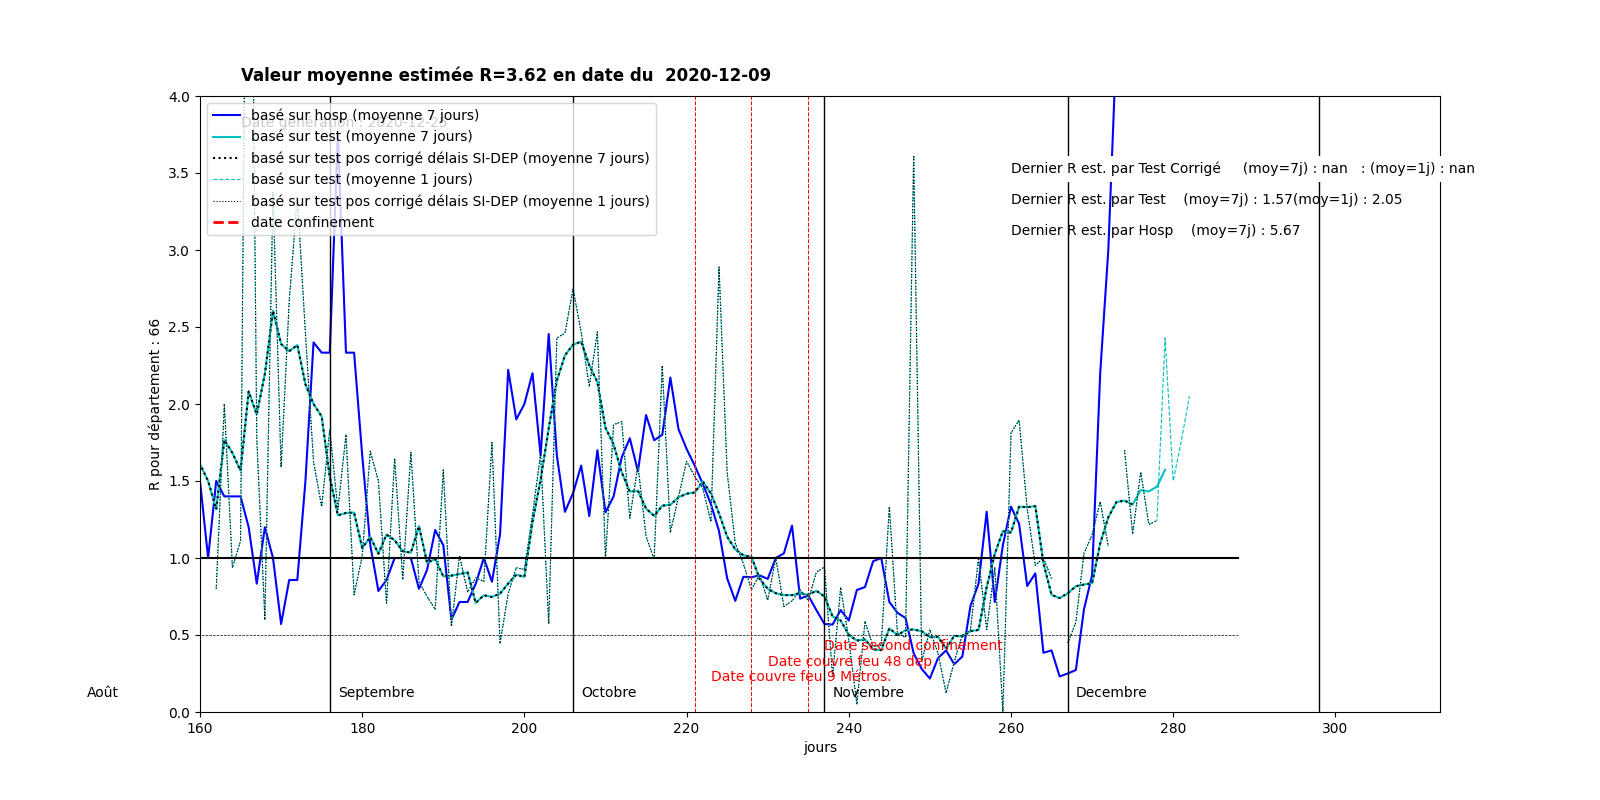 Valeur moyenne estimée R=3.62 en date du  2020-12-09
Date génération : 2020-12-23
basé sur hosp (moyenne 7 jours)
basé sur test (moyenne 7 jours)
basé sur test pos corrigé délais SI-DEP (moyenne 7 jours)
basé sur test (moyenne 1 jours)
basé sur test pos corrigé délais SI-DEP (moyenne 1 jours)
date confinement
Dernier R est. par Test Corrigé     (moy=7j) : nan   : (moy=1j) : nan
Dernier R est. par Test    (moy=7j) : 1.57(moy=1j) : 2.05
Dernier R est. par Hosp    (moy=7j) : 5.67
R pour département : 66
4.0
3.5
3.0
2.5
2.0
1.5
1.0
0.5
0.0
Date second confinement
Date couvre feu 48 dep
Date couvre feu 9 Métros.
Août Septembre Octobre Novembre Decembre
160 180 200 220 240 260 280 300
jours